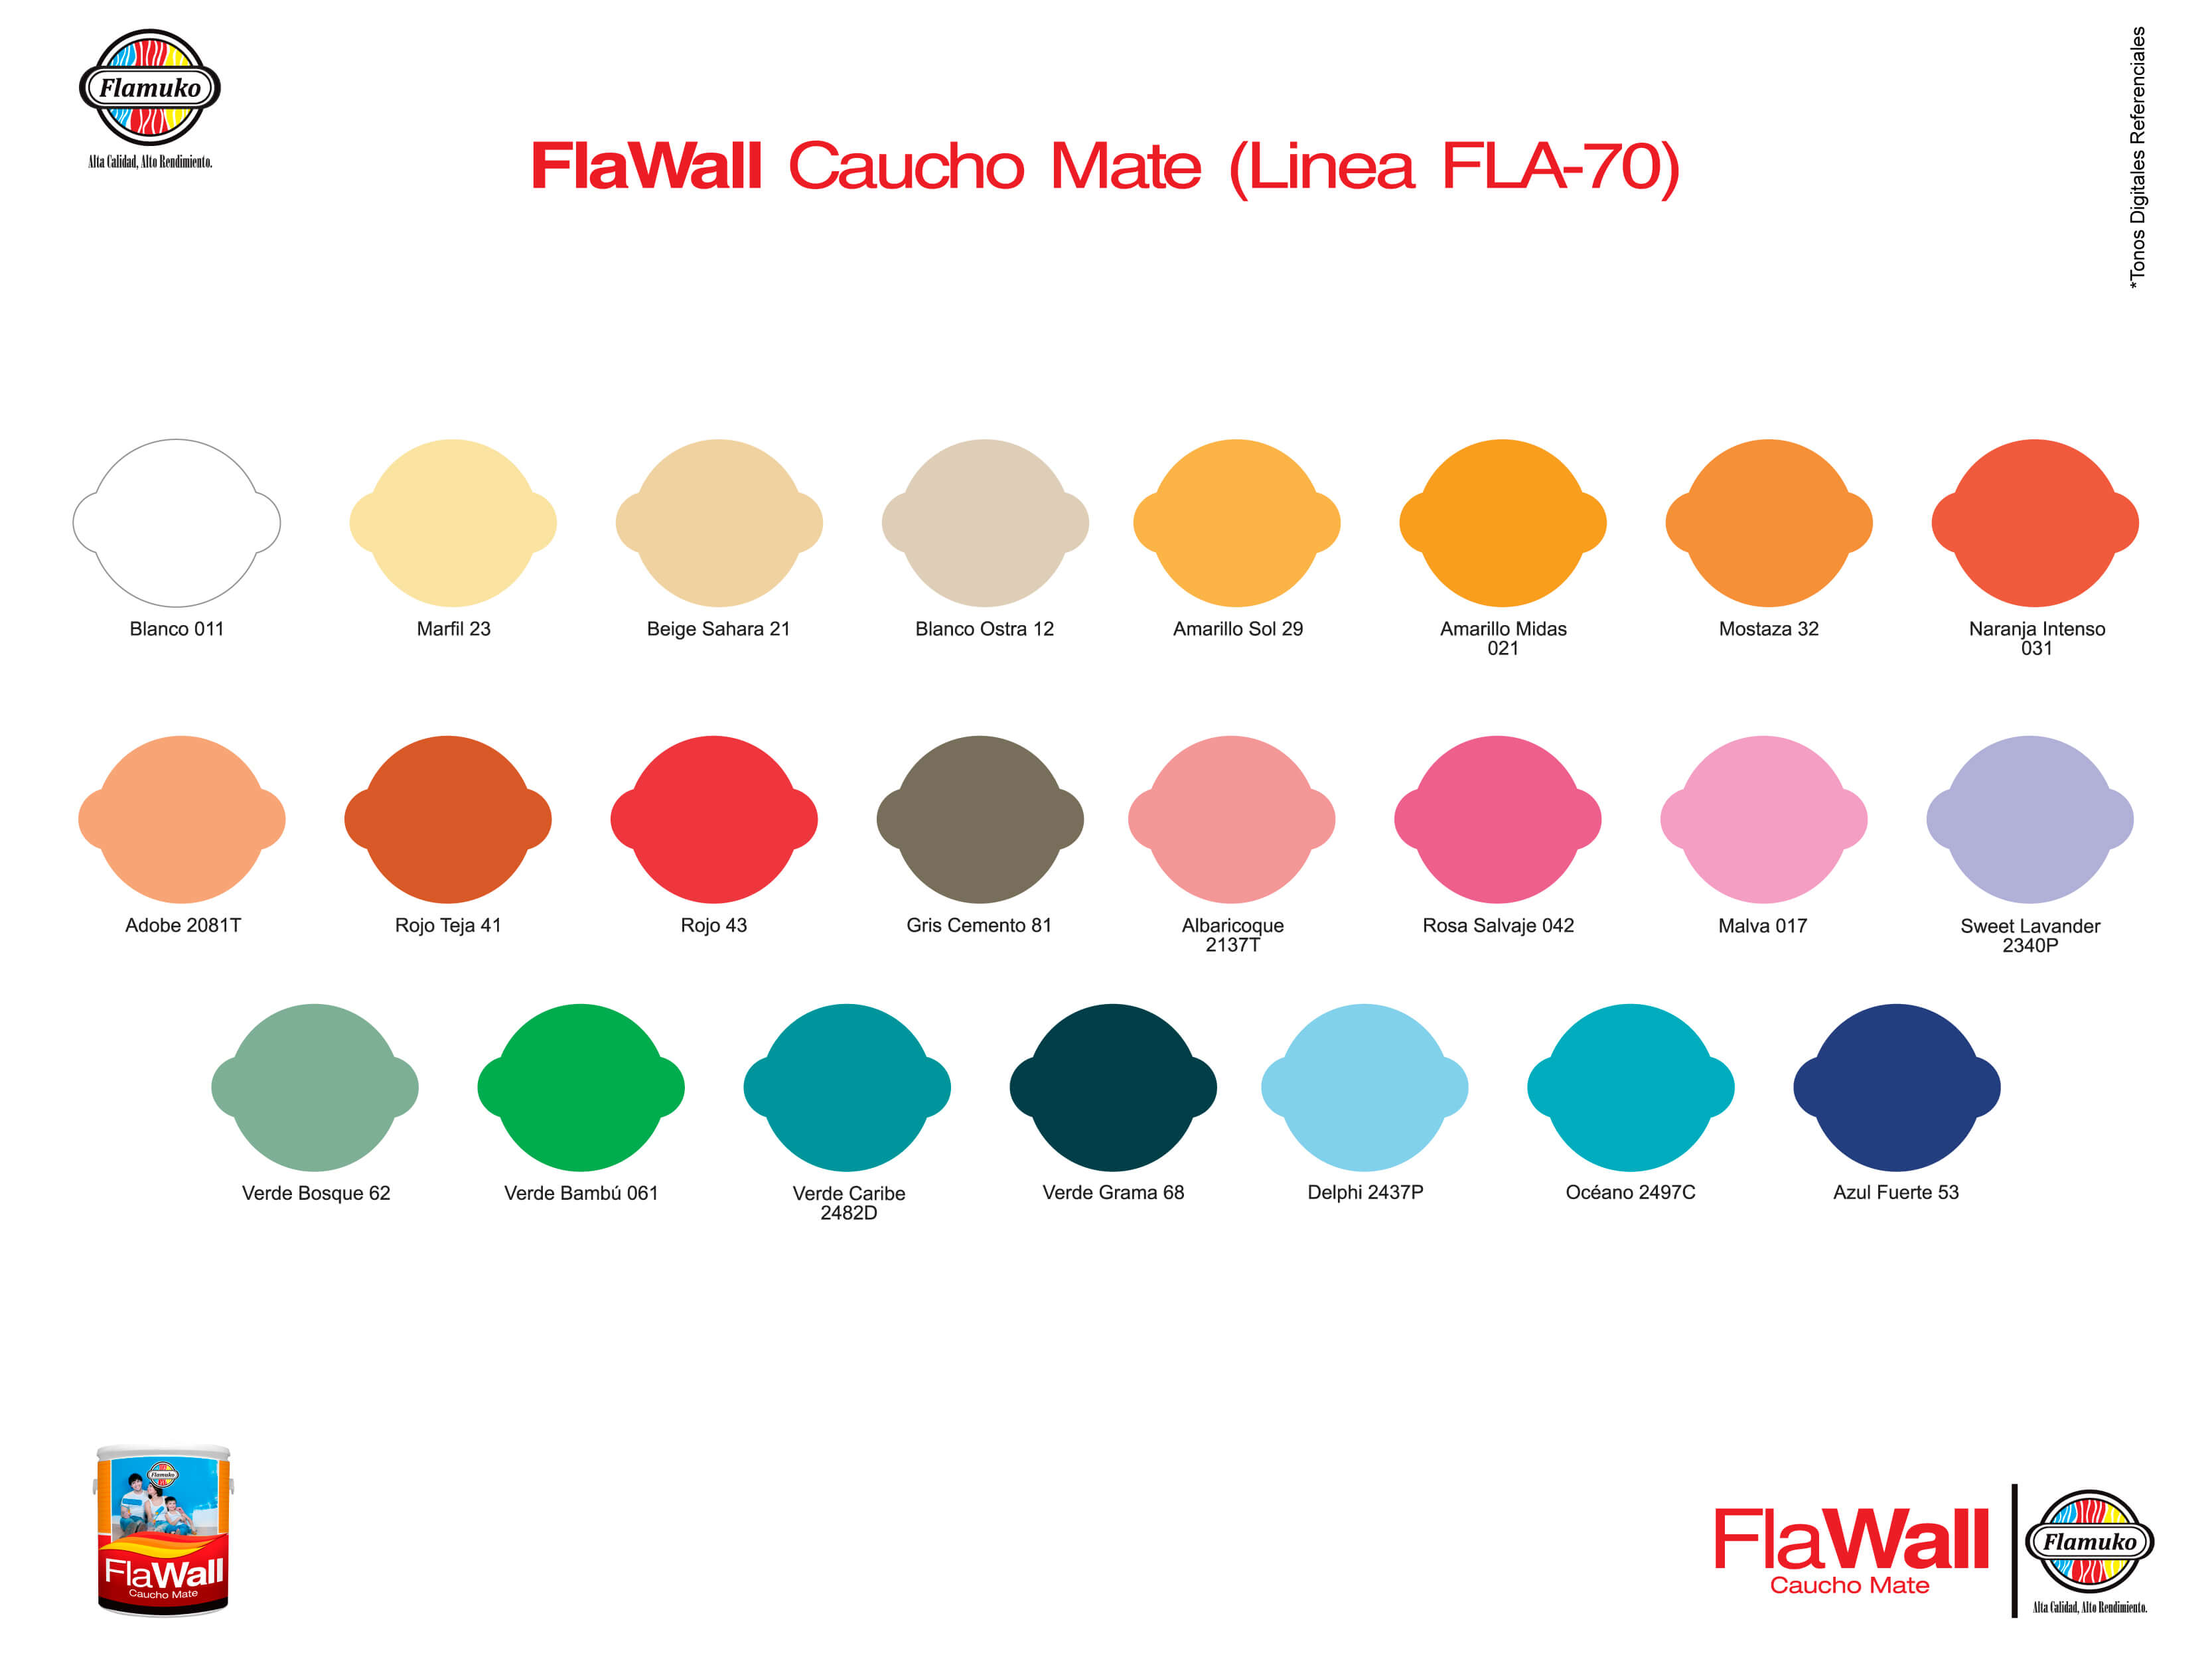 Flamuko
Alta Calidad, Alto Rendimiento.
FlaWall Caucho Mate (Linea FLA-70)
*Tonos Digitales Referenciales
Blanco 011
Marfil 23
Beige Sahara 21
Blanco Ostra 12
Amarillo Sol 29
Amarillo Midas
021
Mostaza 32
Naranja Intenso
031
Adobe 2081T
Rojo Teja 41
Rojo 43
Gris Cemento 81
Albaricoque
2137T
Rosa Salvaje 042
Malva 017
Sweet Lavander
2340P
Verde Bosque 62
Verde Bambú 061
Verde Caribe
2482D
Verde Grama 68
Delphi 2437P
Océano 2497C
Azul Fuerte 53
Flamuko
FlaWall
Caucho Mate
FlaWall
Caucho Mate
Flamuko
Alta Calidad, Alto Rendimiento.